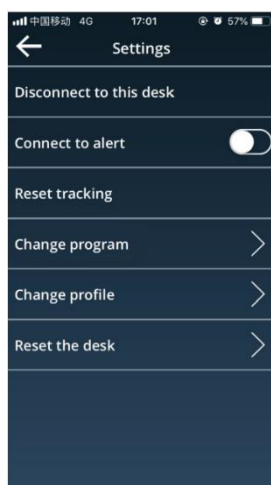 中国移动 4G 17:01 57%
Settings
Disconnect to this desk
Connect to alert
Reset tracking
Change program
Change profile
Reset the desk